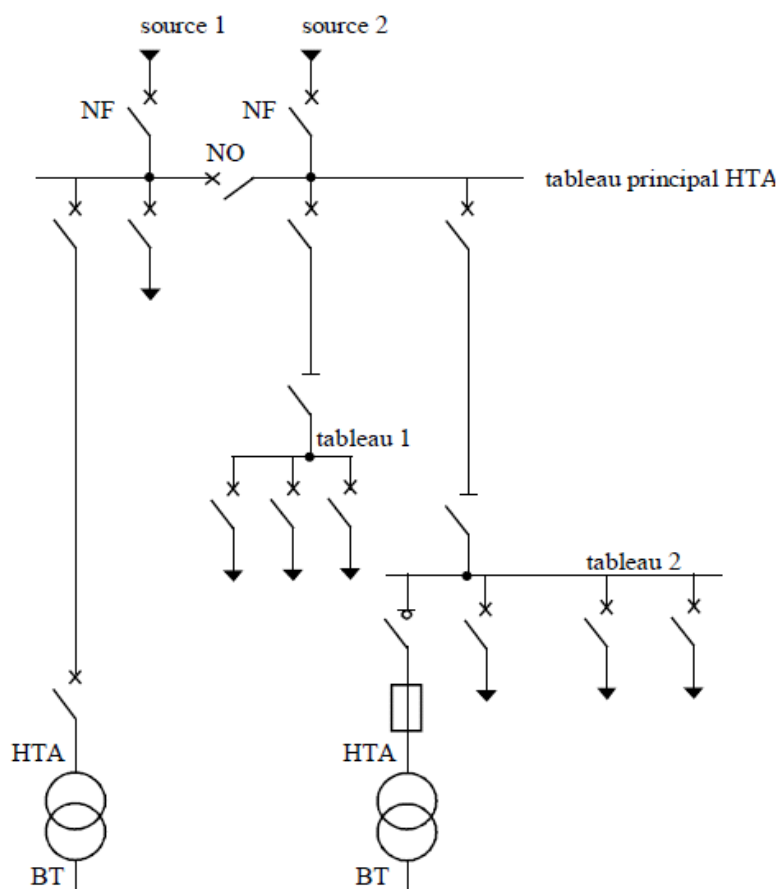 source 1
source 2
NF
NF
NO
tableau principal HTA
tableau 1
tableau 2
HTA
HTA
BT
BT